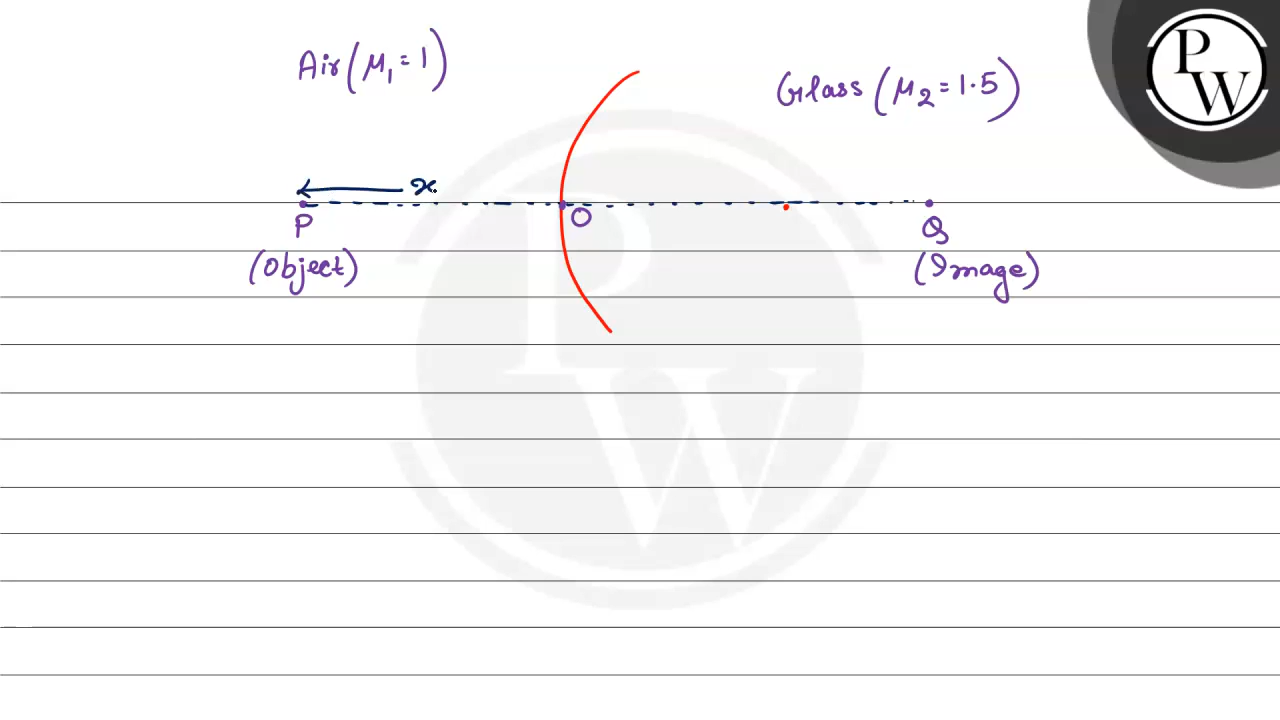 Air (μ₁ = 1)
Glass (μ₂ = 1.5)
P
W
x
P
O
Q
(Object)
(Image)
P
W